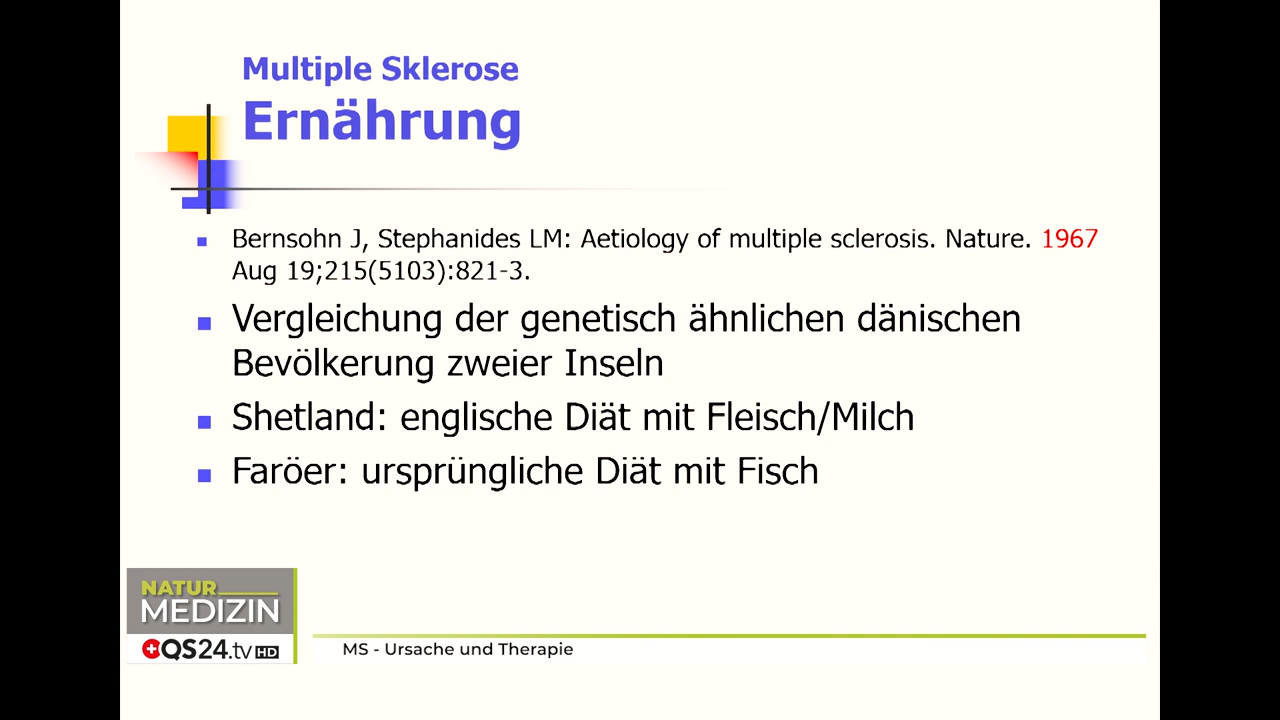 Multiple Sklerose
Ernährung
Bernsohn J, Stephanides LM: Aetiology of multiple sclerosis. Nature. 1967
Aug 19;215(5103):821-3.
Vergleichung der genetisch ähnlichen dänischen
Bevölkerung zweier Inseln
Shetland: englische Diät mit Fleisch/Milch
Faröer: ursprüngliche Diät mit Fisch
NATUR
MEDIZIN
QS24.tv HD
MS - Ursache und Therapie